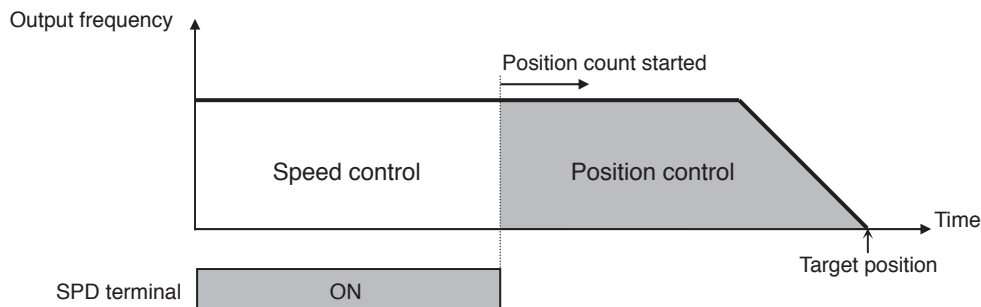 Output frequency
Position count started
Speed control
Position control
Time
Target position
SPD terminal
ON